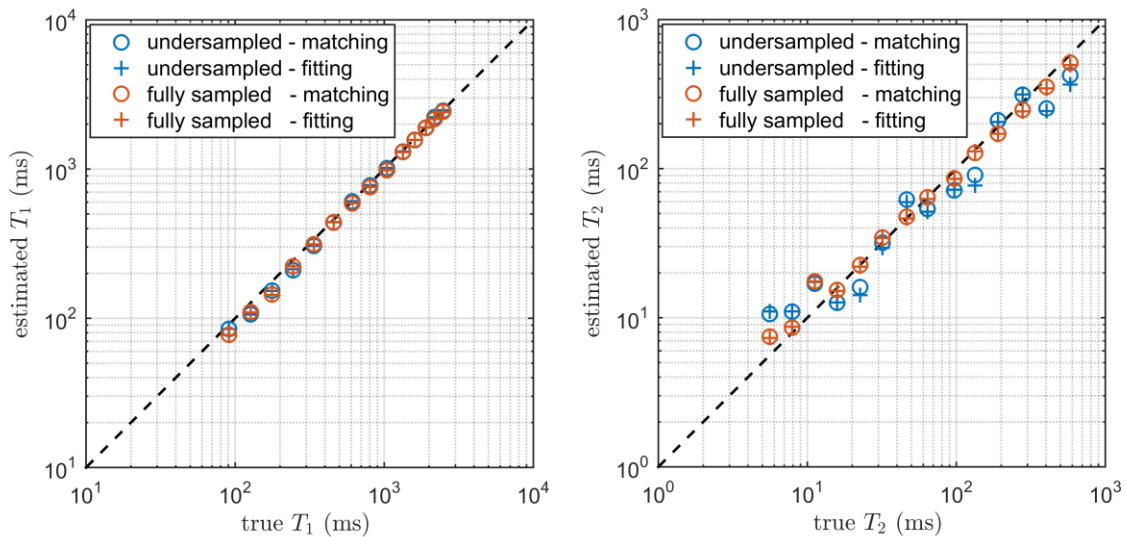 10^4
10^3
10^2
10^1
estimated T_1 (ms)
undersampled - matching
undersampled - fitting
fully sampled - matching
fully sampled - fitting
10^1 10^2 10^3 10^4
true T_1 (ms)
10^3
10^2
10^1
10^0
estimated T_2 (ms)
undersampled - matching
undersampled - fitting
fully sampled - matching
fully sampled - fitting
10^0 10^1 10^2 10^3
true T_2 (ms)